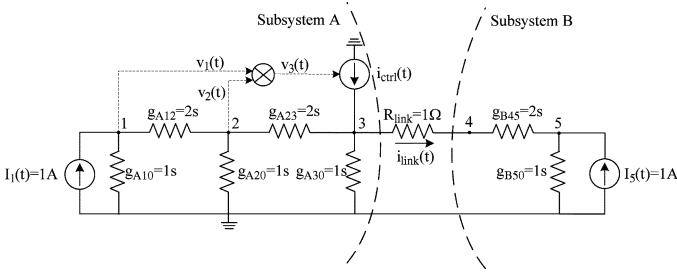 Subsystem A
Subsystem B
v1(t)
v3(t)
ictrl(t)
v2(t)
gA12=2s
gA23=2s
Rlink=1Ω
gB45=2s
1
2
3
4
5
ilink(t)
I1(t)=1A
gA10=1s
gA20=1s
gA30=1s
gB50=1s
I5(t)=1A